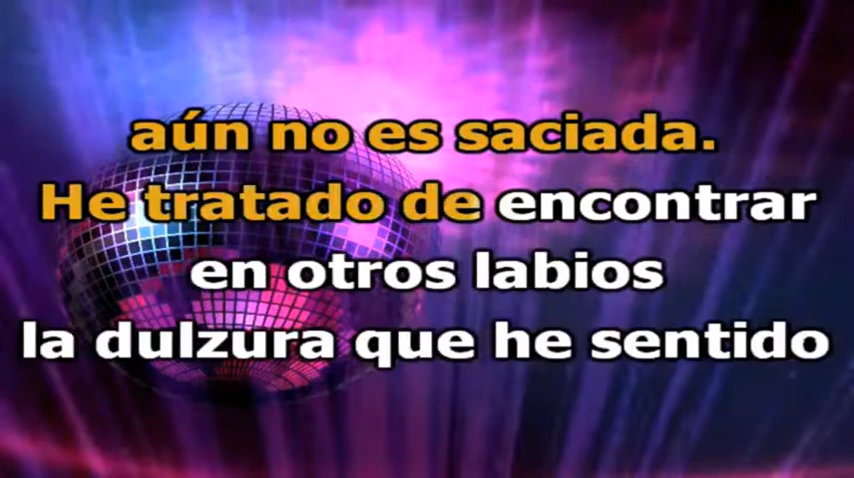 aún no es saciada.
He tratado de encontrar
en otros labios
la dulzura que he sentido